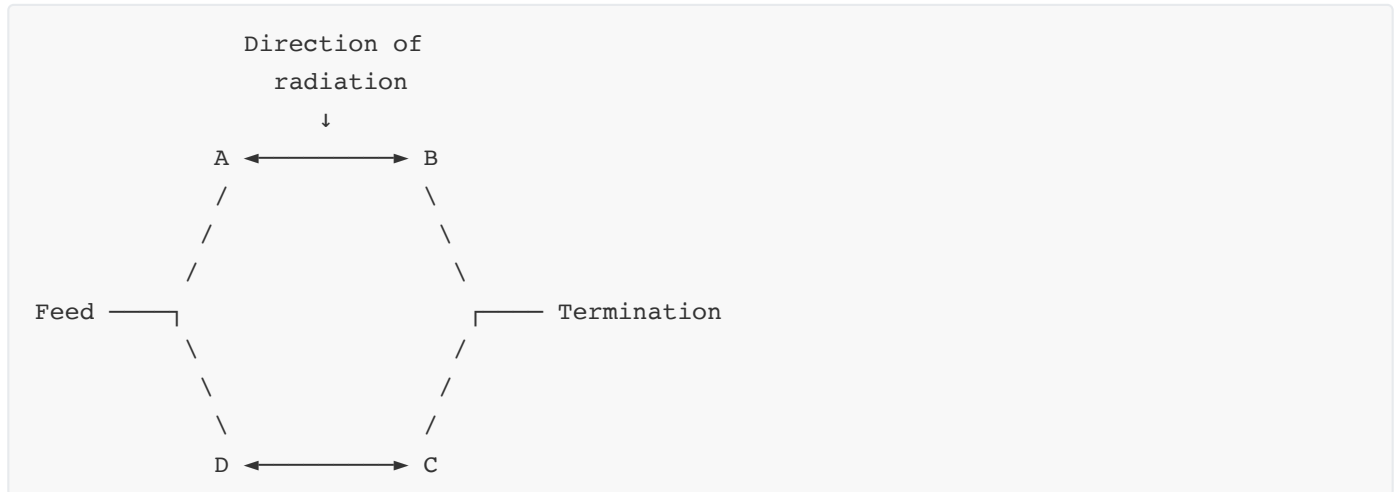 Direction of
radiation
↓
A ◄────────► B
/ \
/ \
/ \
Feed ────┐ ┌──── Termination
\ /
\ /
\ /
D ◄────────► C